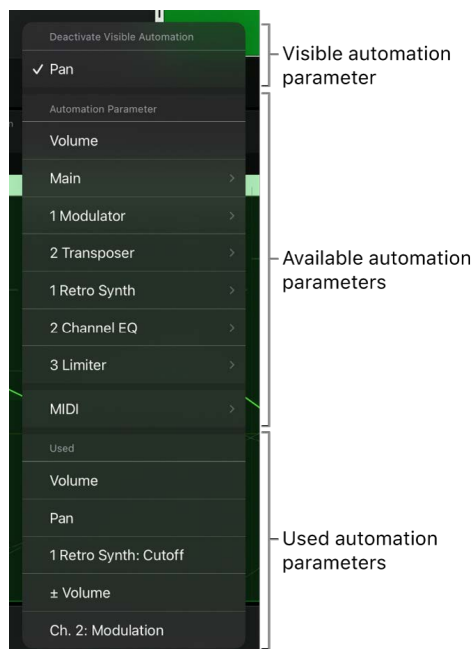 Deactivate Visible Automation
✓ Pan
Visible automation
parameter
Automation Parameter
Volume
Main
1 Modulator
2 Transposer
1 Retro Synth
2 Channel EQ
3 Limiter
MIDI
Available automation
parameters
Used
Volume
Pan
1 Retro Synth: Cutoff
± Volume
Ch. 2: Modulation
Used automation
parameters